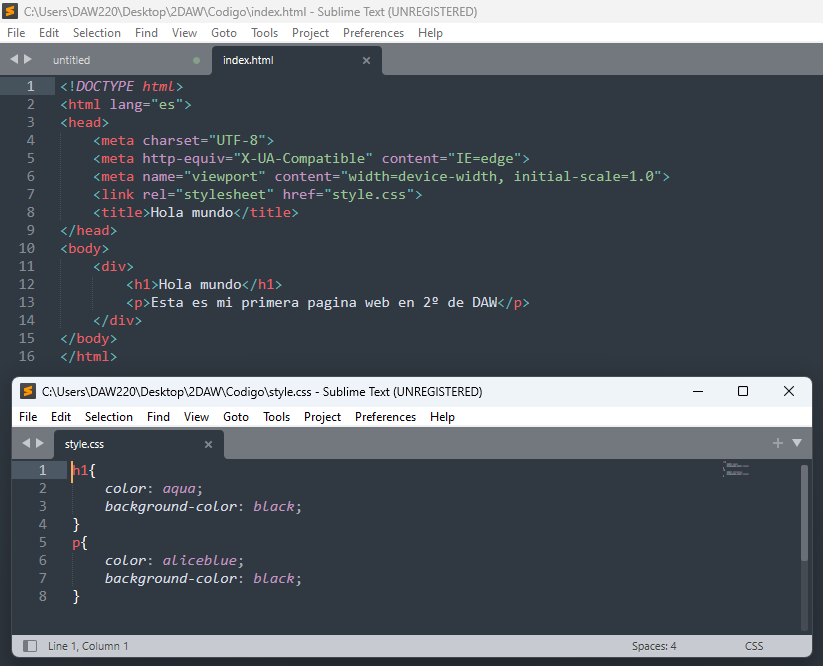 C:\Users\DAW220\Desktop\2DAW\Codigo\index.html - Sublime Text (UNREGISTERED)
File Edit Selection Find View Goto Tools Project Preferences Help
untitled index.html
1 <!DOCTYPE html>
2 <html lang="es">
3 <head>
4     <meta charset="UTF-8">
5     <meta http-equiv="X-UA-Compatible" content="IE=edge">
6     <meta name="viewport" content="width=device-width, initial-scale=1.0">
7     <link rel="stylesheet" href="style.css">
8     <title>Hola mundo</title>
9 </head>
10 <body>
11     <div>
12         <h1>Hola mundo</h1>
13         <p>Esta es mi primera pagina web en 2º de DAW</p>
14     </div>
15 </body>
16 </html>
C:\Users\DAW220\Desktop\2DAW\Codigo\style.css - Sublime Text (UNREGISTERED)
File Edit Selection Find View Goto Tools Project Preferences Help
style.css
1 h1{
2     color: aqua;
3     background-color: black;
4 }
5 p{
6     color: aliceblue;
7     background-color: black;
8 }
Line 1, Column 1 Spaces: 4 CSS